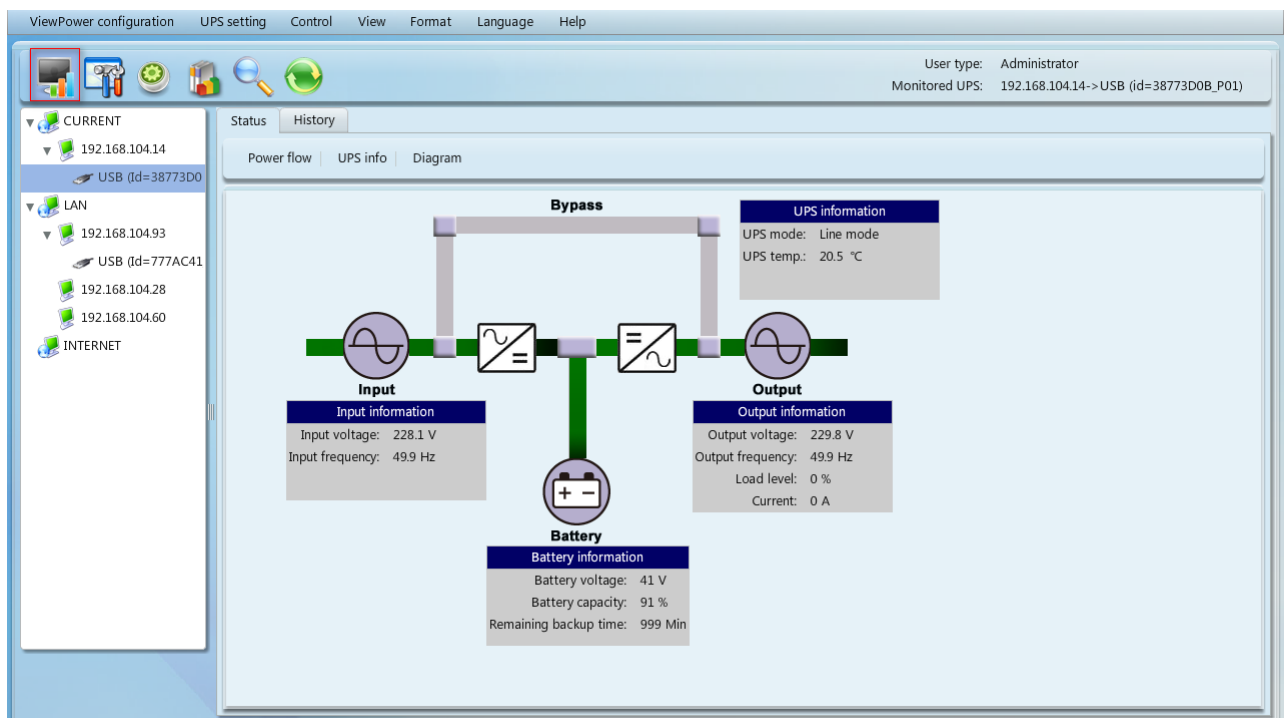 ViewPower configuration UPS setting Control View Format Language Help
User type: Administrator
Monitored UPS: 192.168.104.14->USB (id=38773D0B_P01)
CURRENT
192.168.104.14
USB (Id=38773D0
LAN
192.168.104.93
USB (Id=777AC41
192.168.104.28
192.168.104.60
INTERNET
Status History
Power flow UPS info Diagram
Bypass
UPS information
UPS mode: Line mode
UPS temp.: 20.5 ℃
Input
Input information
Input voltage: 228.1 V
Input frequency: 49.9 Hz
Output
Output information
Output voltage: 229.8 V
Output frequency: 49.9 Hz
Load level: 0 %
Current: 0 A
Battery
Battery information
Battery voltage: 41 V
Battery capacity: 91 %
Remaining backup time: 999 Min